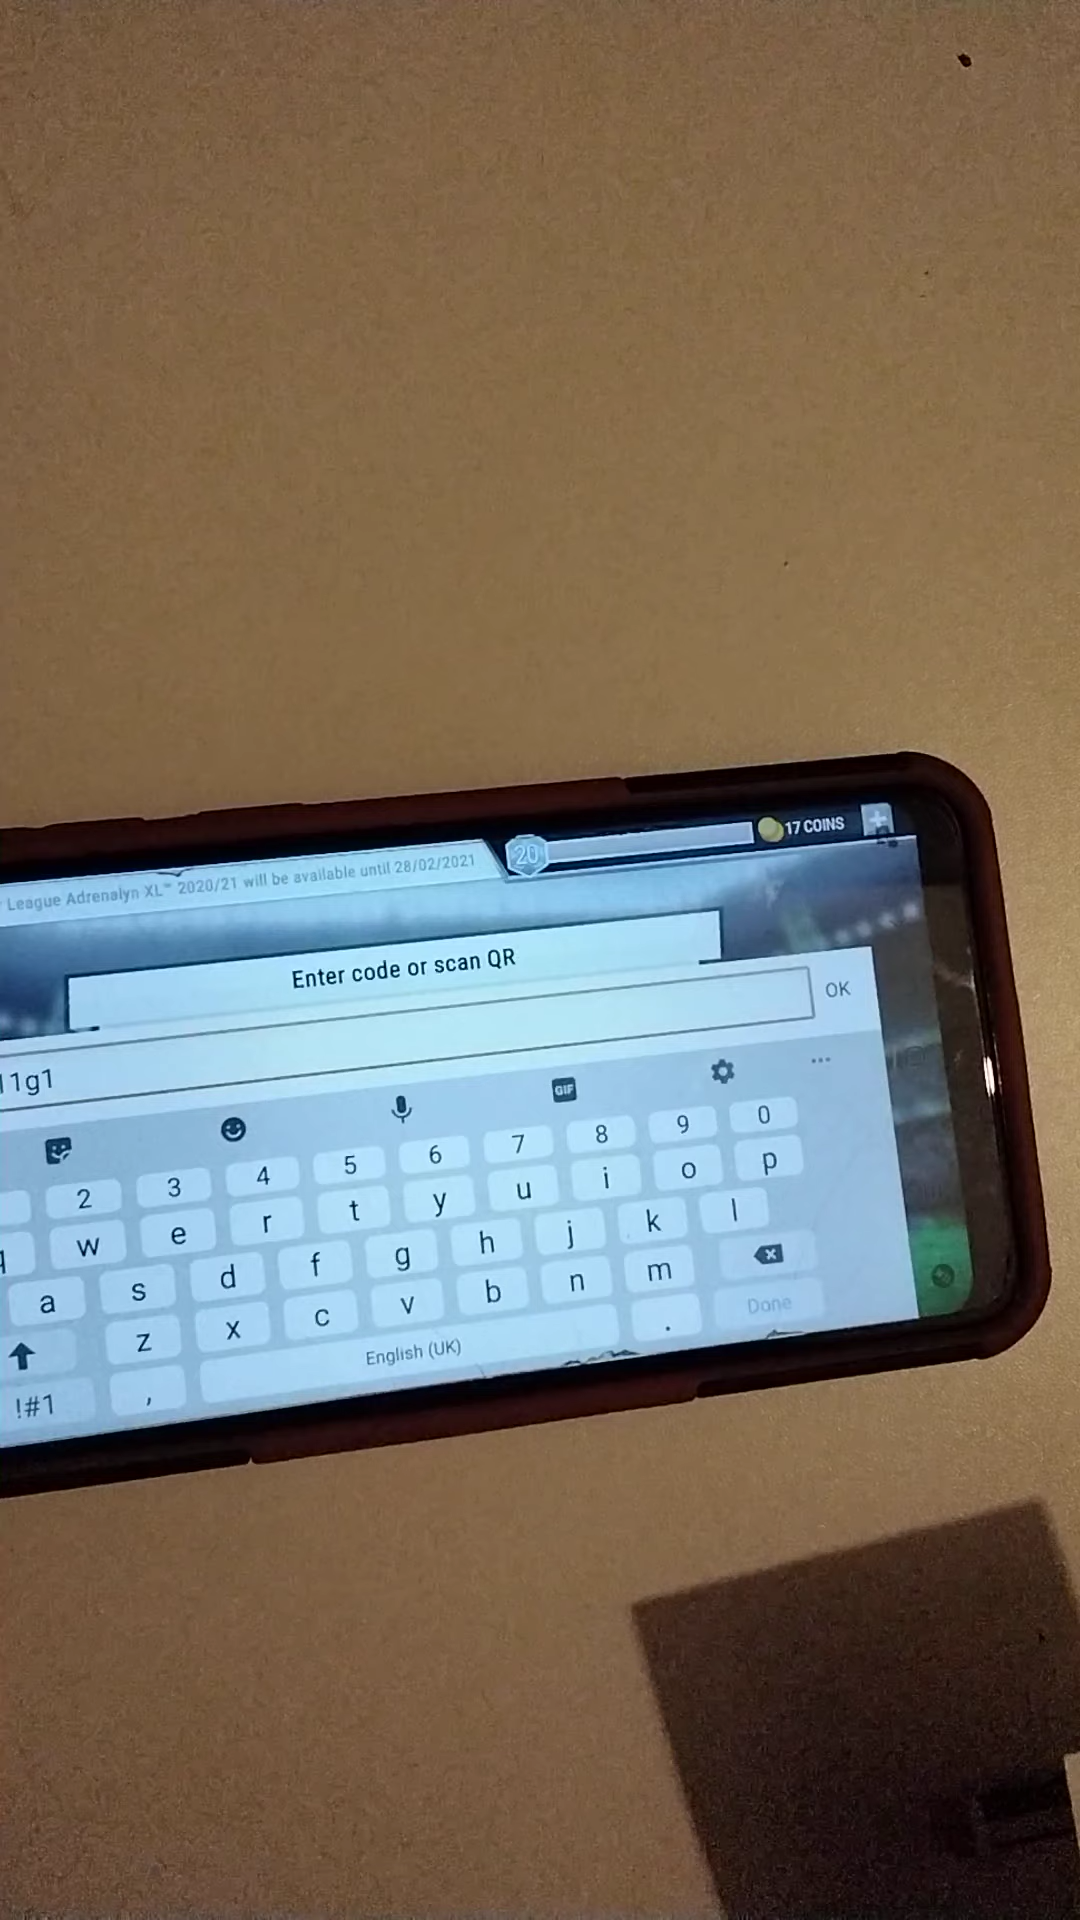 League Adrenalyn XL™ 2020/21 will be available until 28/02/2021
20
17 COINS
+
Enter code or scan QR
OK
11g1
GIF
2 3 4 5 6 7 8 9 0
w e r t y u i o p
a s d f g h j k l
z x c v b n m
!#1 , English (UK) . Done